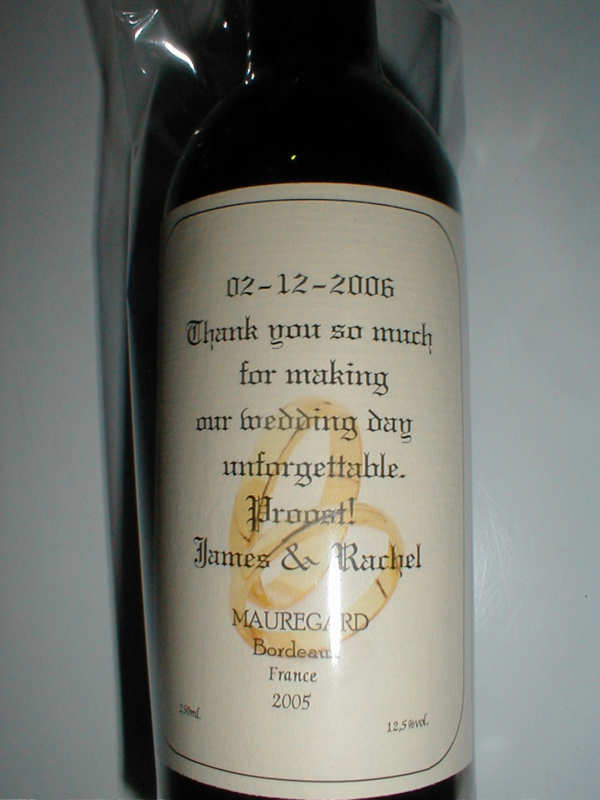 02-12-2006
Thank you so much
for making
our wedding day
unforgettable.
Proost!
James & Rachel
MAUREGARD
Bordeaux
France
2005
250ml.
12,5%vol.